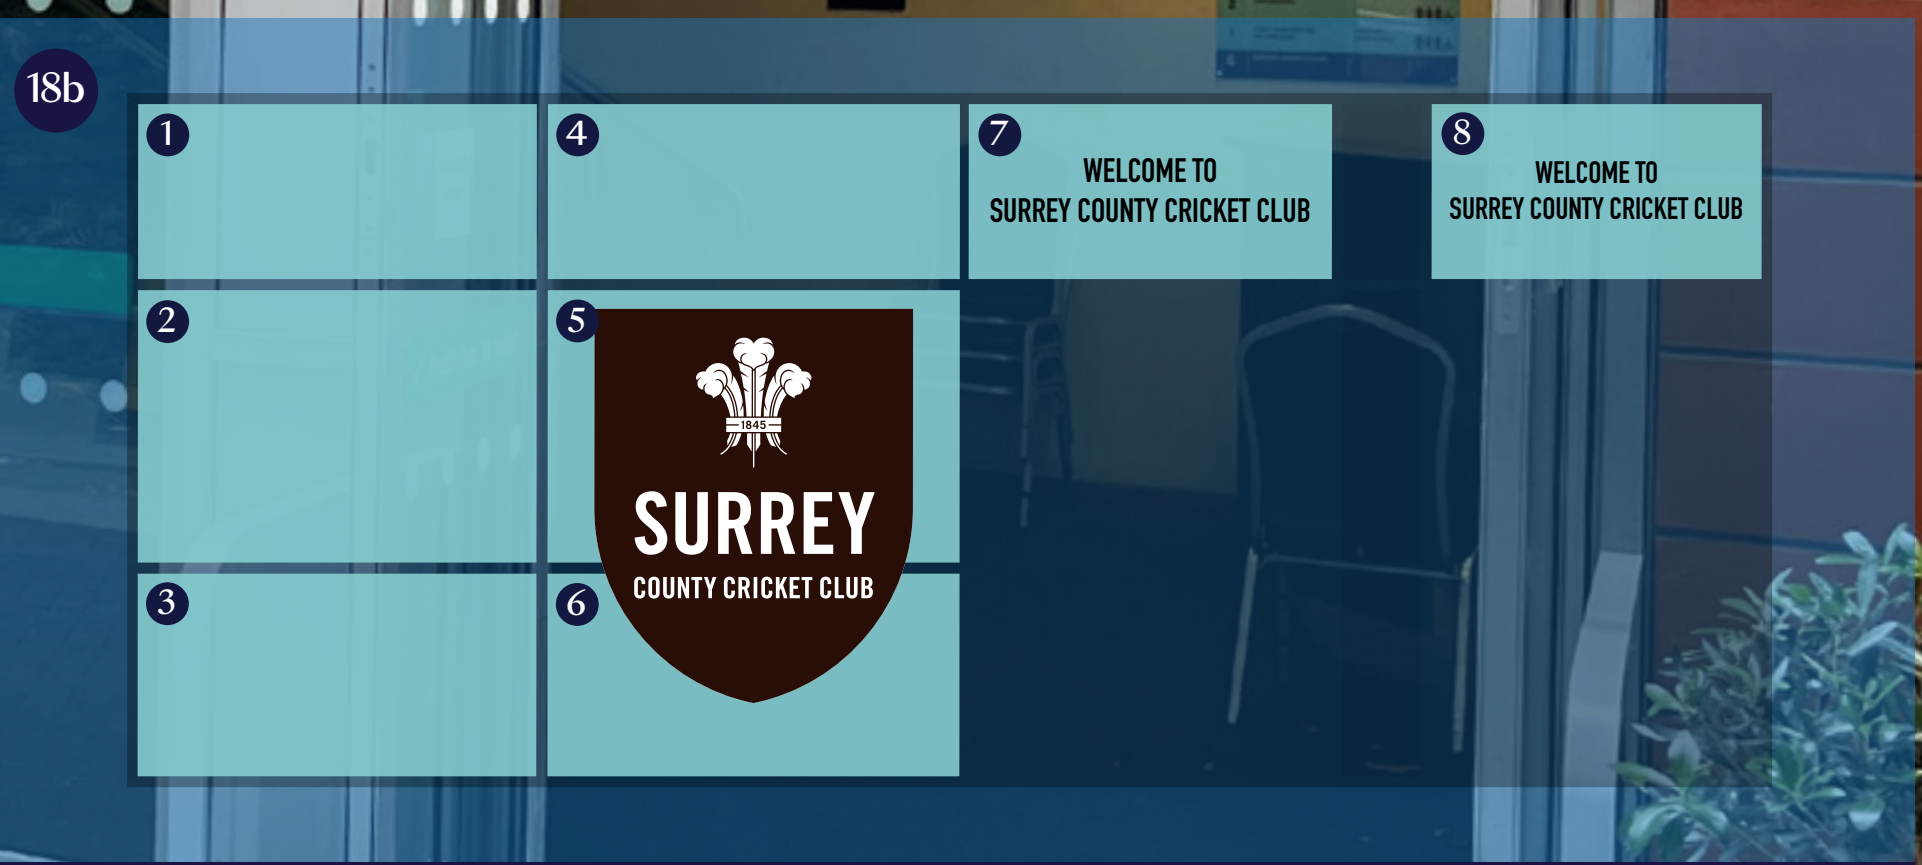 18b
1
4
7
WELCOME TO
SURREY COUNTY CRICKET CLUB
8
WELCOME TO
SURREY COUNTY CRICKET CLUB
2
5
1845
SURREY
COUNTY CRICKET CLUB
3
6